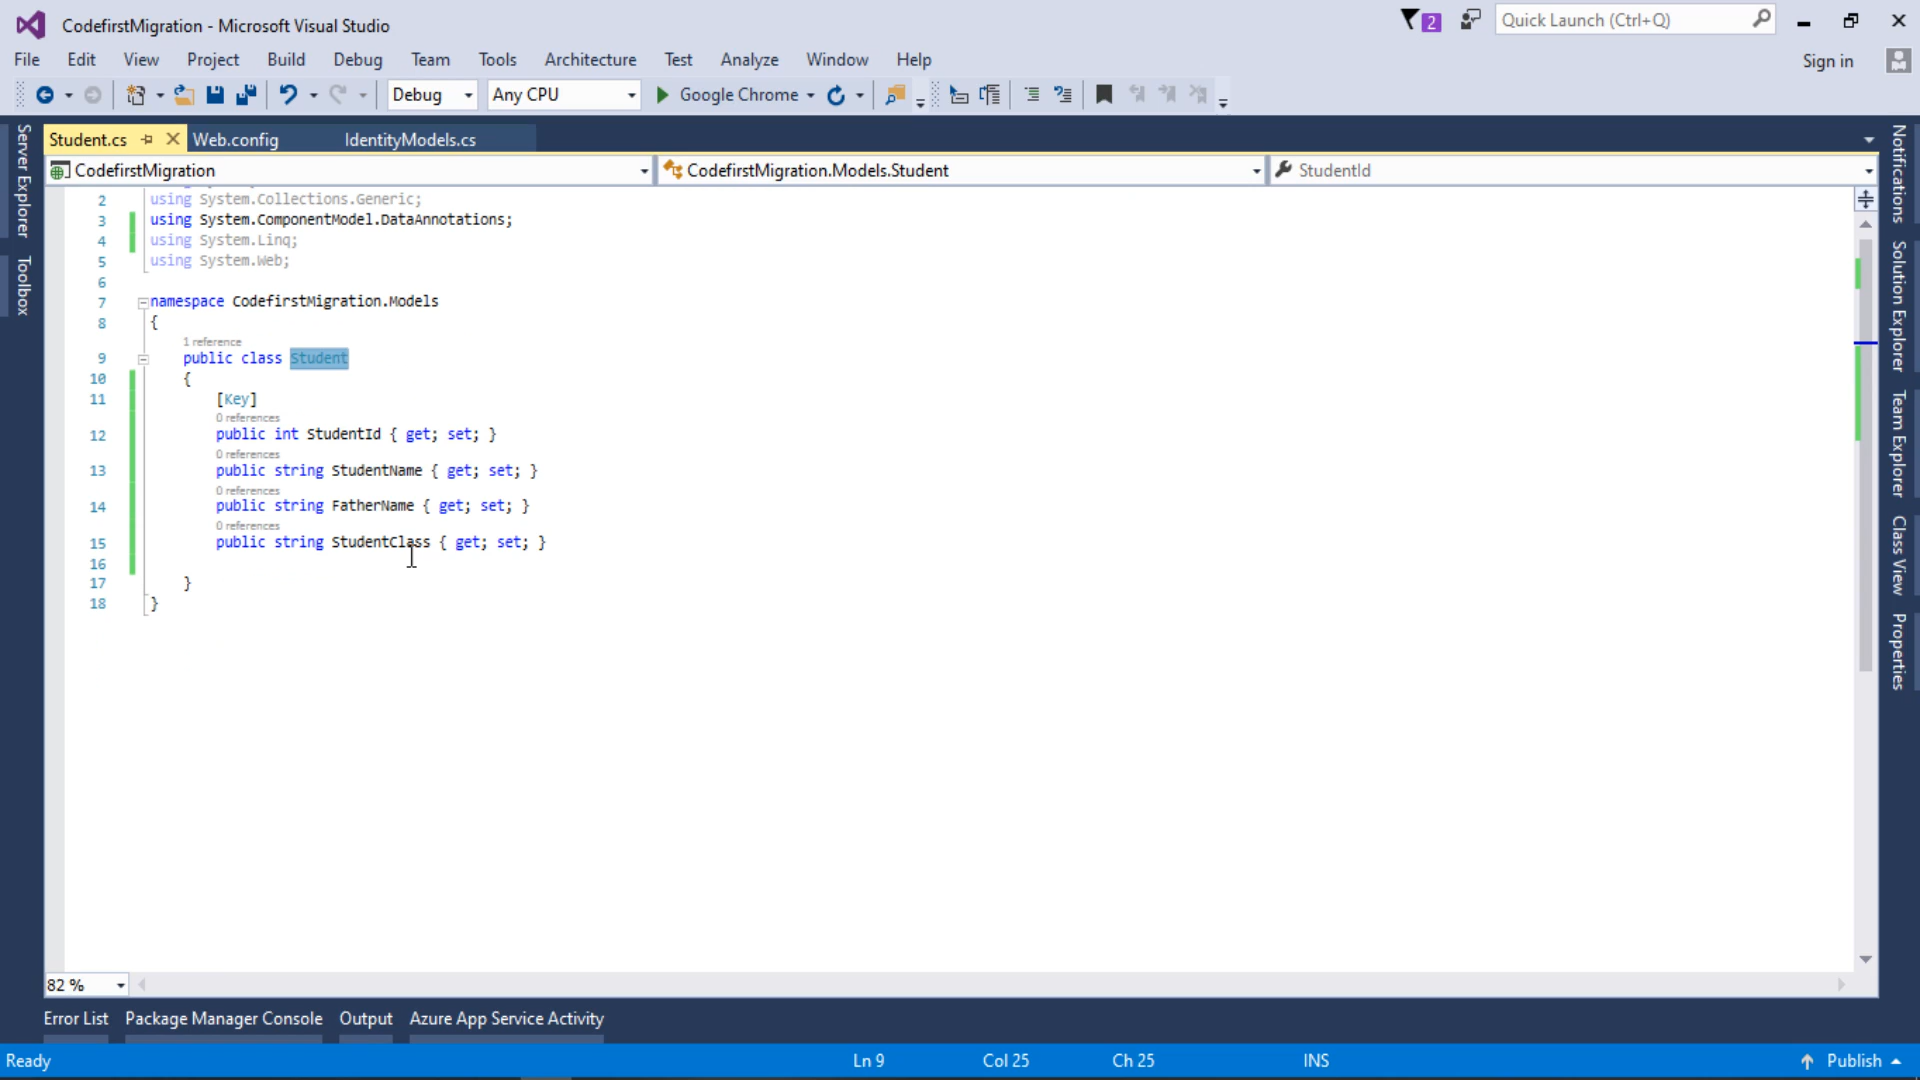 CodefirstMigration - Microsoft Visual Studio
2
Quick Launch (Ctrl+Q)
File Edit View Project Build Debug Team Tools Architecture Test Analyze Window Help
Sign in
Debug Any CPU Google Chrome
Student.cs Web.config IdentityModels.cs
CodefirstMigration CodefirstMigration.Models.Student StudentId
Server Explorer
Toolbox
2 using System.Collections.Generic;
3 using System.ComponentModel.DataAnnotations;
4 using System.Linq;
5 using System.Web;
6
7 namespace CodefirstMigration.Models
8 {
1 reference
9 public class Student
10 {
11 [Key]
0 references
12 public int StudentId { get; set; }
0 references
13 public string StudentName { get; set; }
0 references
14 public string FatherName { get; set; }
0 references
15 public string StudentClass { get; set; }
16
17 }
18 }
Notifications
Solution Explorer
Team Explorer
Class View
Properties
82 %
Error List Package Manager Console Output Azure App Service Activity
Ready Ln 9 Col 25 Ch 25 INS Publish